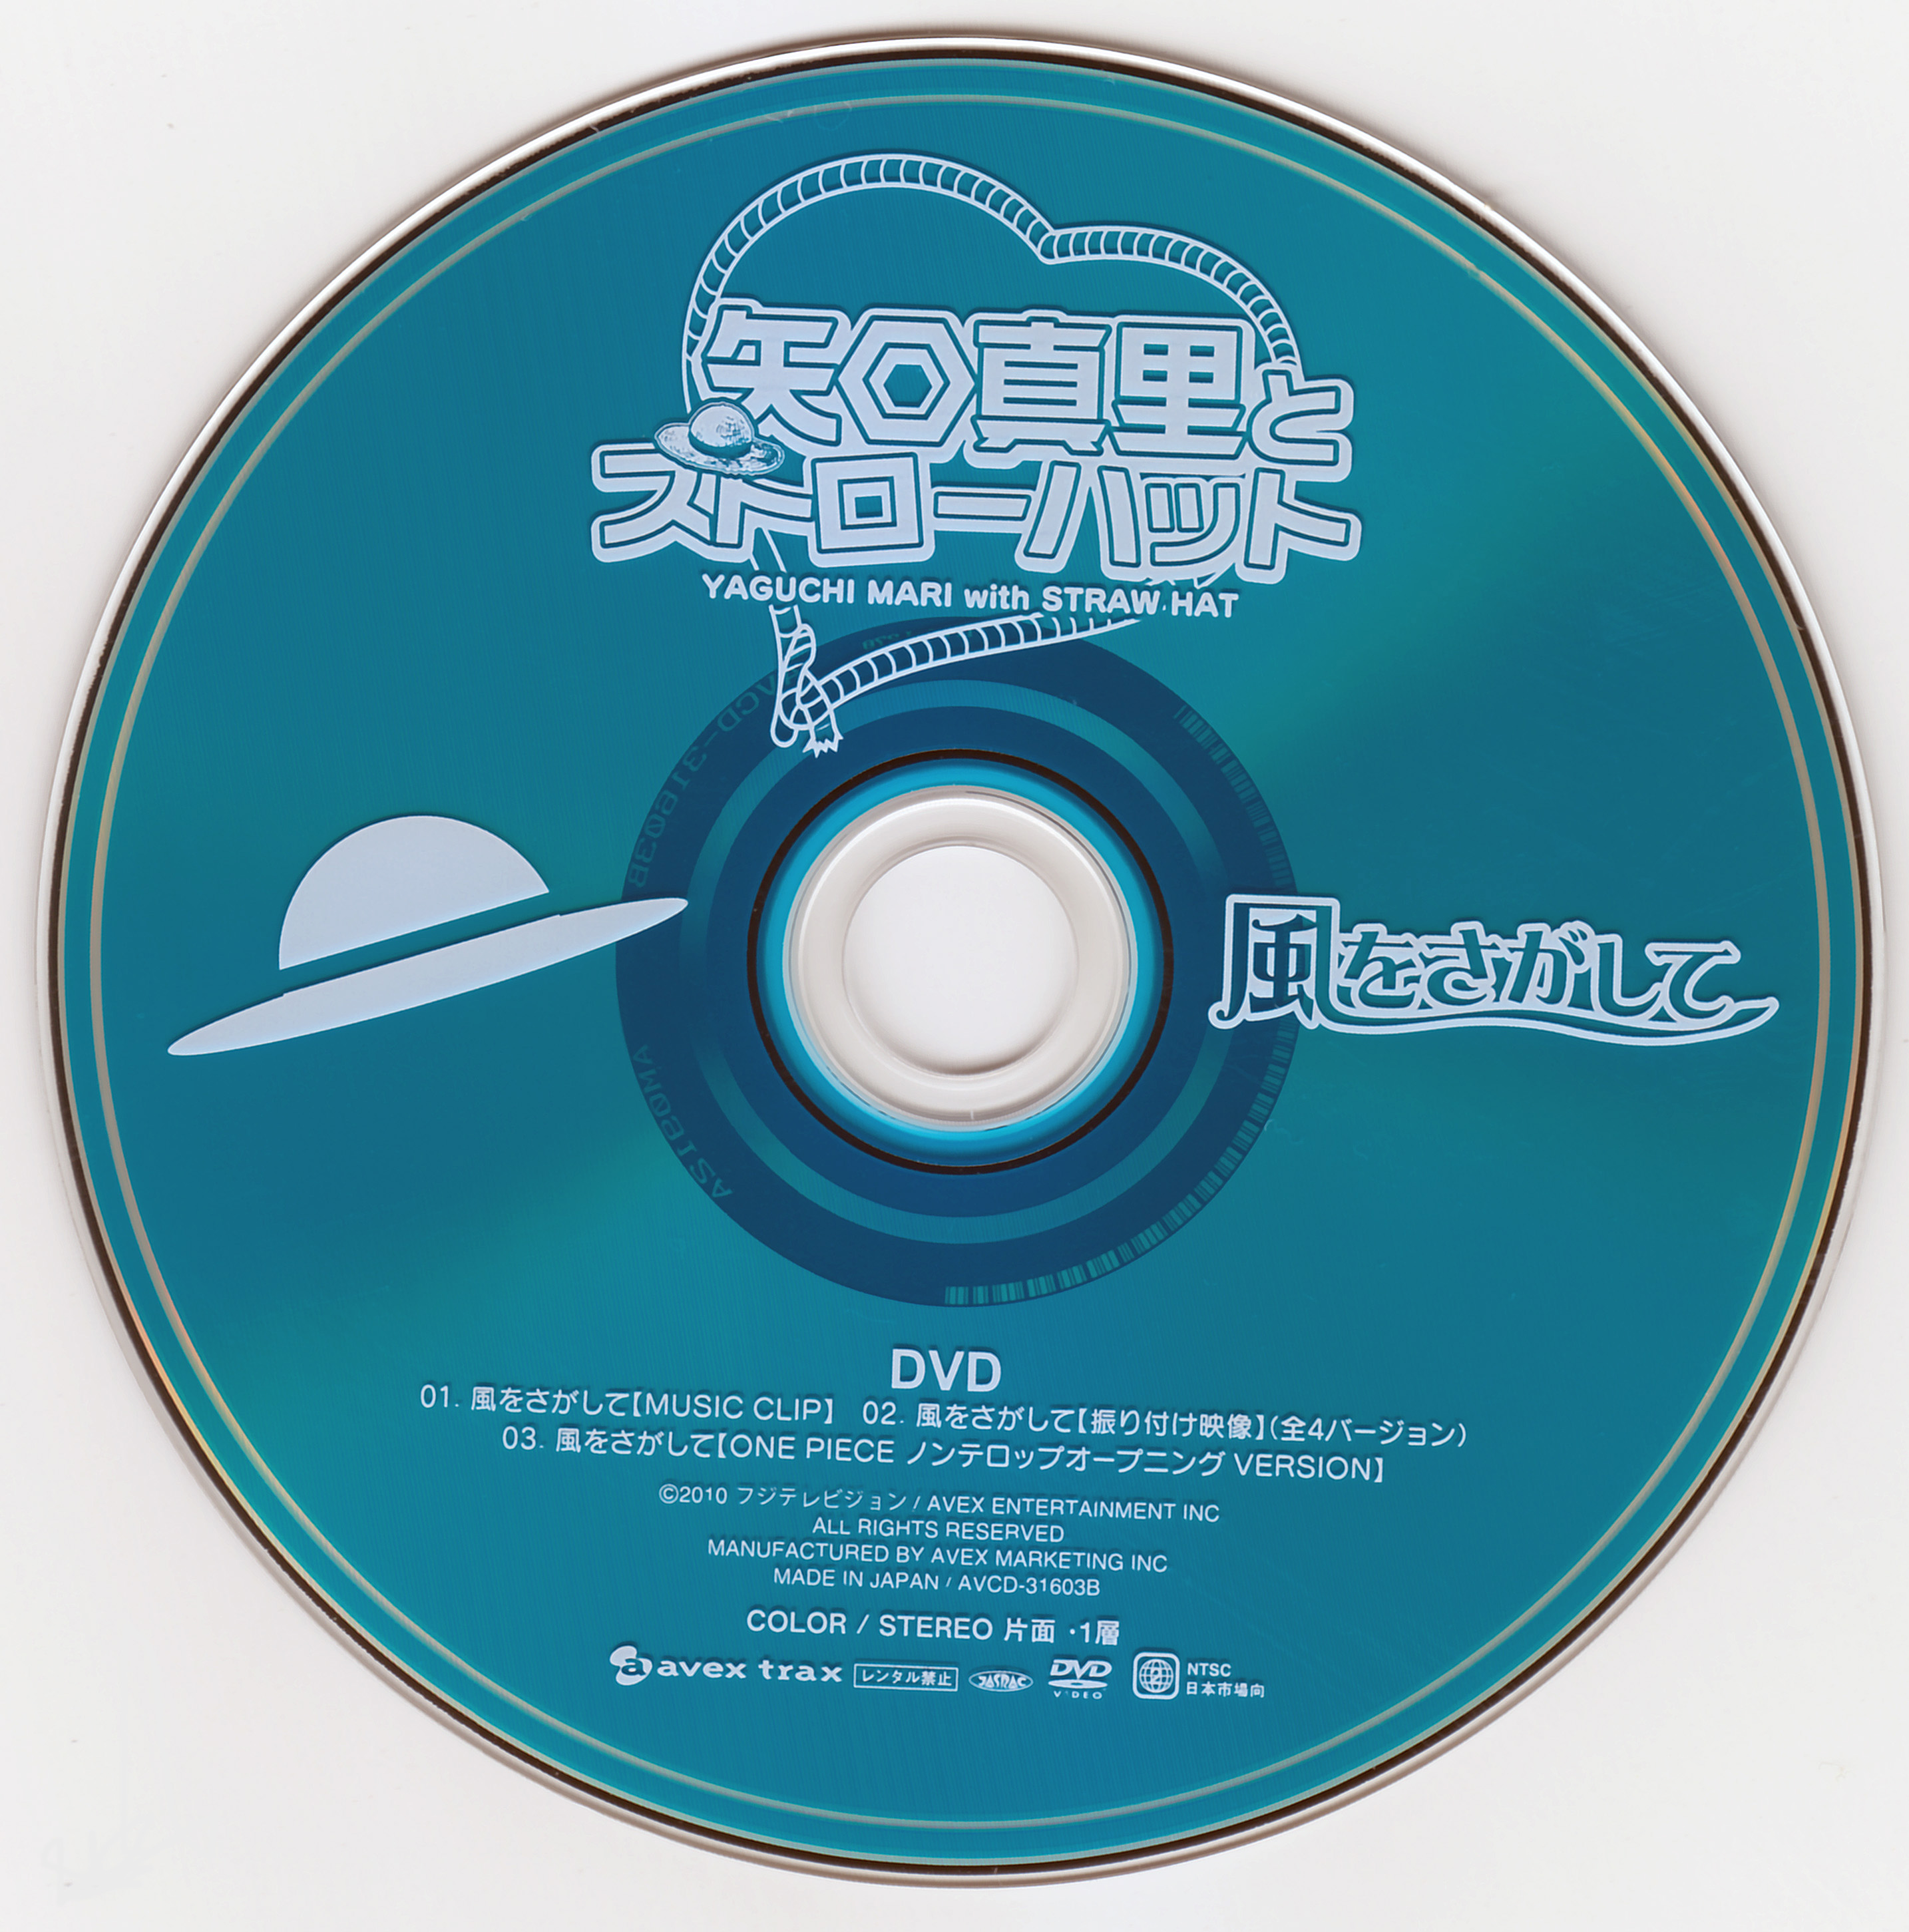 矢口真里と
ストローハット
YAGUCHI MARI with STRAW HAT
風をさがして
AVCD-31603B
ASTEOMA
DVD
01. 風をさがして【MUSIC CLIP】 02. 風をさがして【振り付け映像】(全4バージョン)
03. 風をさがして【ONE PIECE ノンテロップオープニング VERSION】
©2010 フジテレビジョン / AVEX ENTERTAINMENT INC
ALL RIGHTS RESERVED
MANUFACTURED BY AVEX MARKETING INC
MADE IN JAPAN / AVCD-31603B
COLOR / STEREO 片面・1層
a avex trax レンタル禁止 JASRAC DVD VIDEO 2 NTSC
日本市場向